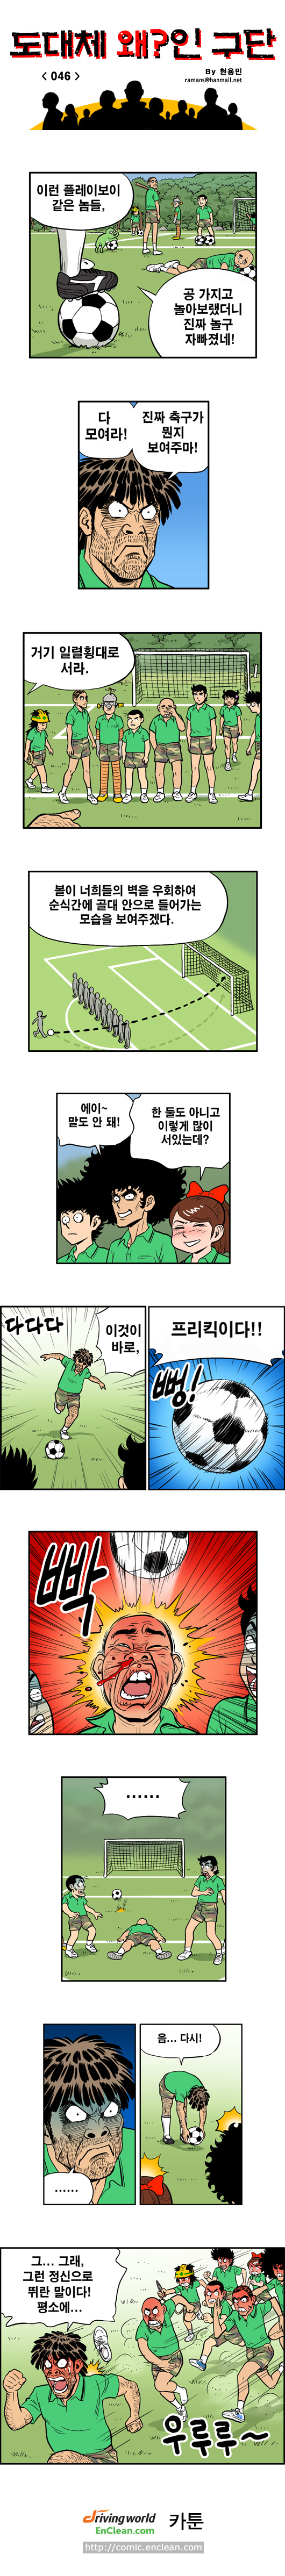 도대체 왜?인 구단
< 046 >
By 현용민
ramans@hanmail.net
이런 플레이보이
같은 놈들,
공 가지고
놀아보랬더니
진짜 놀구
자빠졌네!
다
모여라!
진짜 축구가
뭔지
보여주마!
거기 일렬횡대로
서라.
볼이 너희들의 벽을 우회하여
순식간에 골대 안으로 들어가는
모습을 보여주겠다.
에이~
말도 안 돼!
한 둘도 아니고
이렇게 많이
서있는데?
다다다
이것이
바로,
프리킥이다!!
뻥!
빡
......
......
음... 다시!
그... 그래,
그런 정신으로
뛰란 말이다!
평소에...
우루루~
drivingworld
EnClean.com
카툰
http://comic.enclean.com